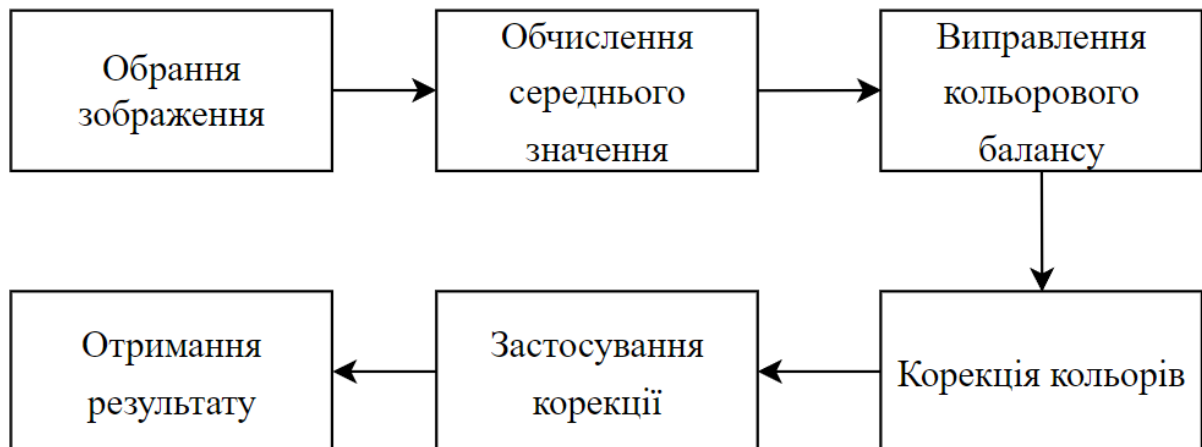 Обрання
зображення
Обчислення
середнього
значення
Виправлення
кольорового
балансу
Корекція кольорів
Застосування
корекції
Отримання
результату